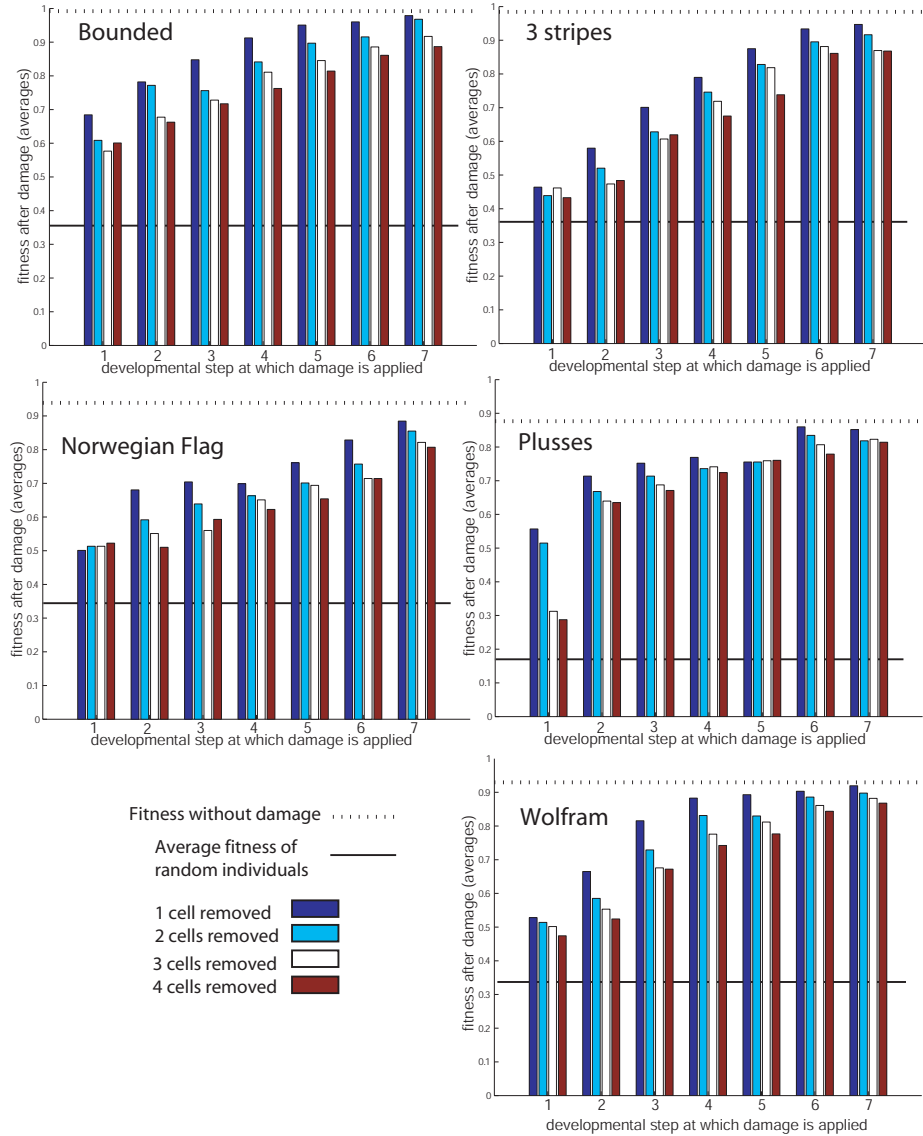 Bounded
fitness after damage (averages)
1
0.9
0.8
0.7
0.6
0.5
0.4
0.3
0.2
0.1
0
1 2 3 4 5 6 7
developmental step at which damage is applied
3 stripes
fitness after damage (averages)
1
0.9
0.8
0.7
0.6
0.5
0.4
0.3
0.2
0.1
0
1 2 3 4 5 6 7
developmental step at which damage is applied
Norwegian Flag
fitness after damage (averages)
1
0.9
0.8
0.7
0.6
0.5
0.4
0.3
0.2
0.1
0
1 2 3 4 5 6 7
developmental step at which damage is applied
Plusses
fitness after damage (averages)
1
0.9
0.8
0.7
0.6
0.5
0.4
0.3
0.2
0.1
0
1 2 3 4 5 6 7
developmental step at which damage is applied
Fitness without damage
Average fitness of
random individuals
1 cell removed
2 cells removed
3 cells removed
4 cells removed
Wolfram
fitness after damage (averages)
1
0.9
0.8
0.7
0.6
0.5
0.4
0.3
0.2
0.1
0
1 2 3 4 5 6 7
developmental step at which damage is applied